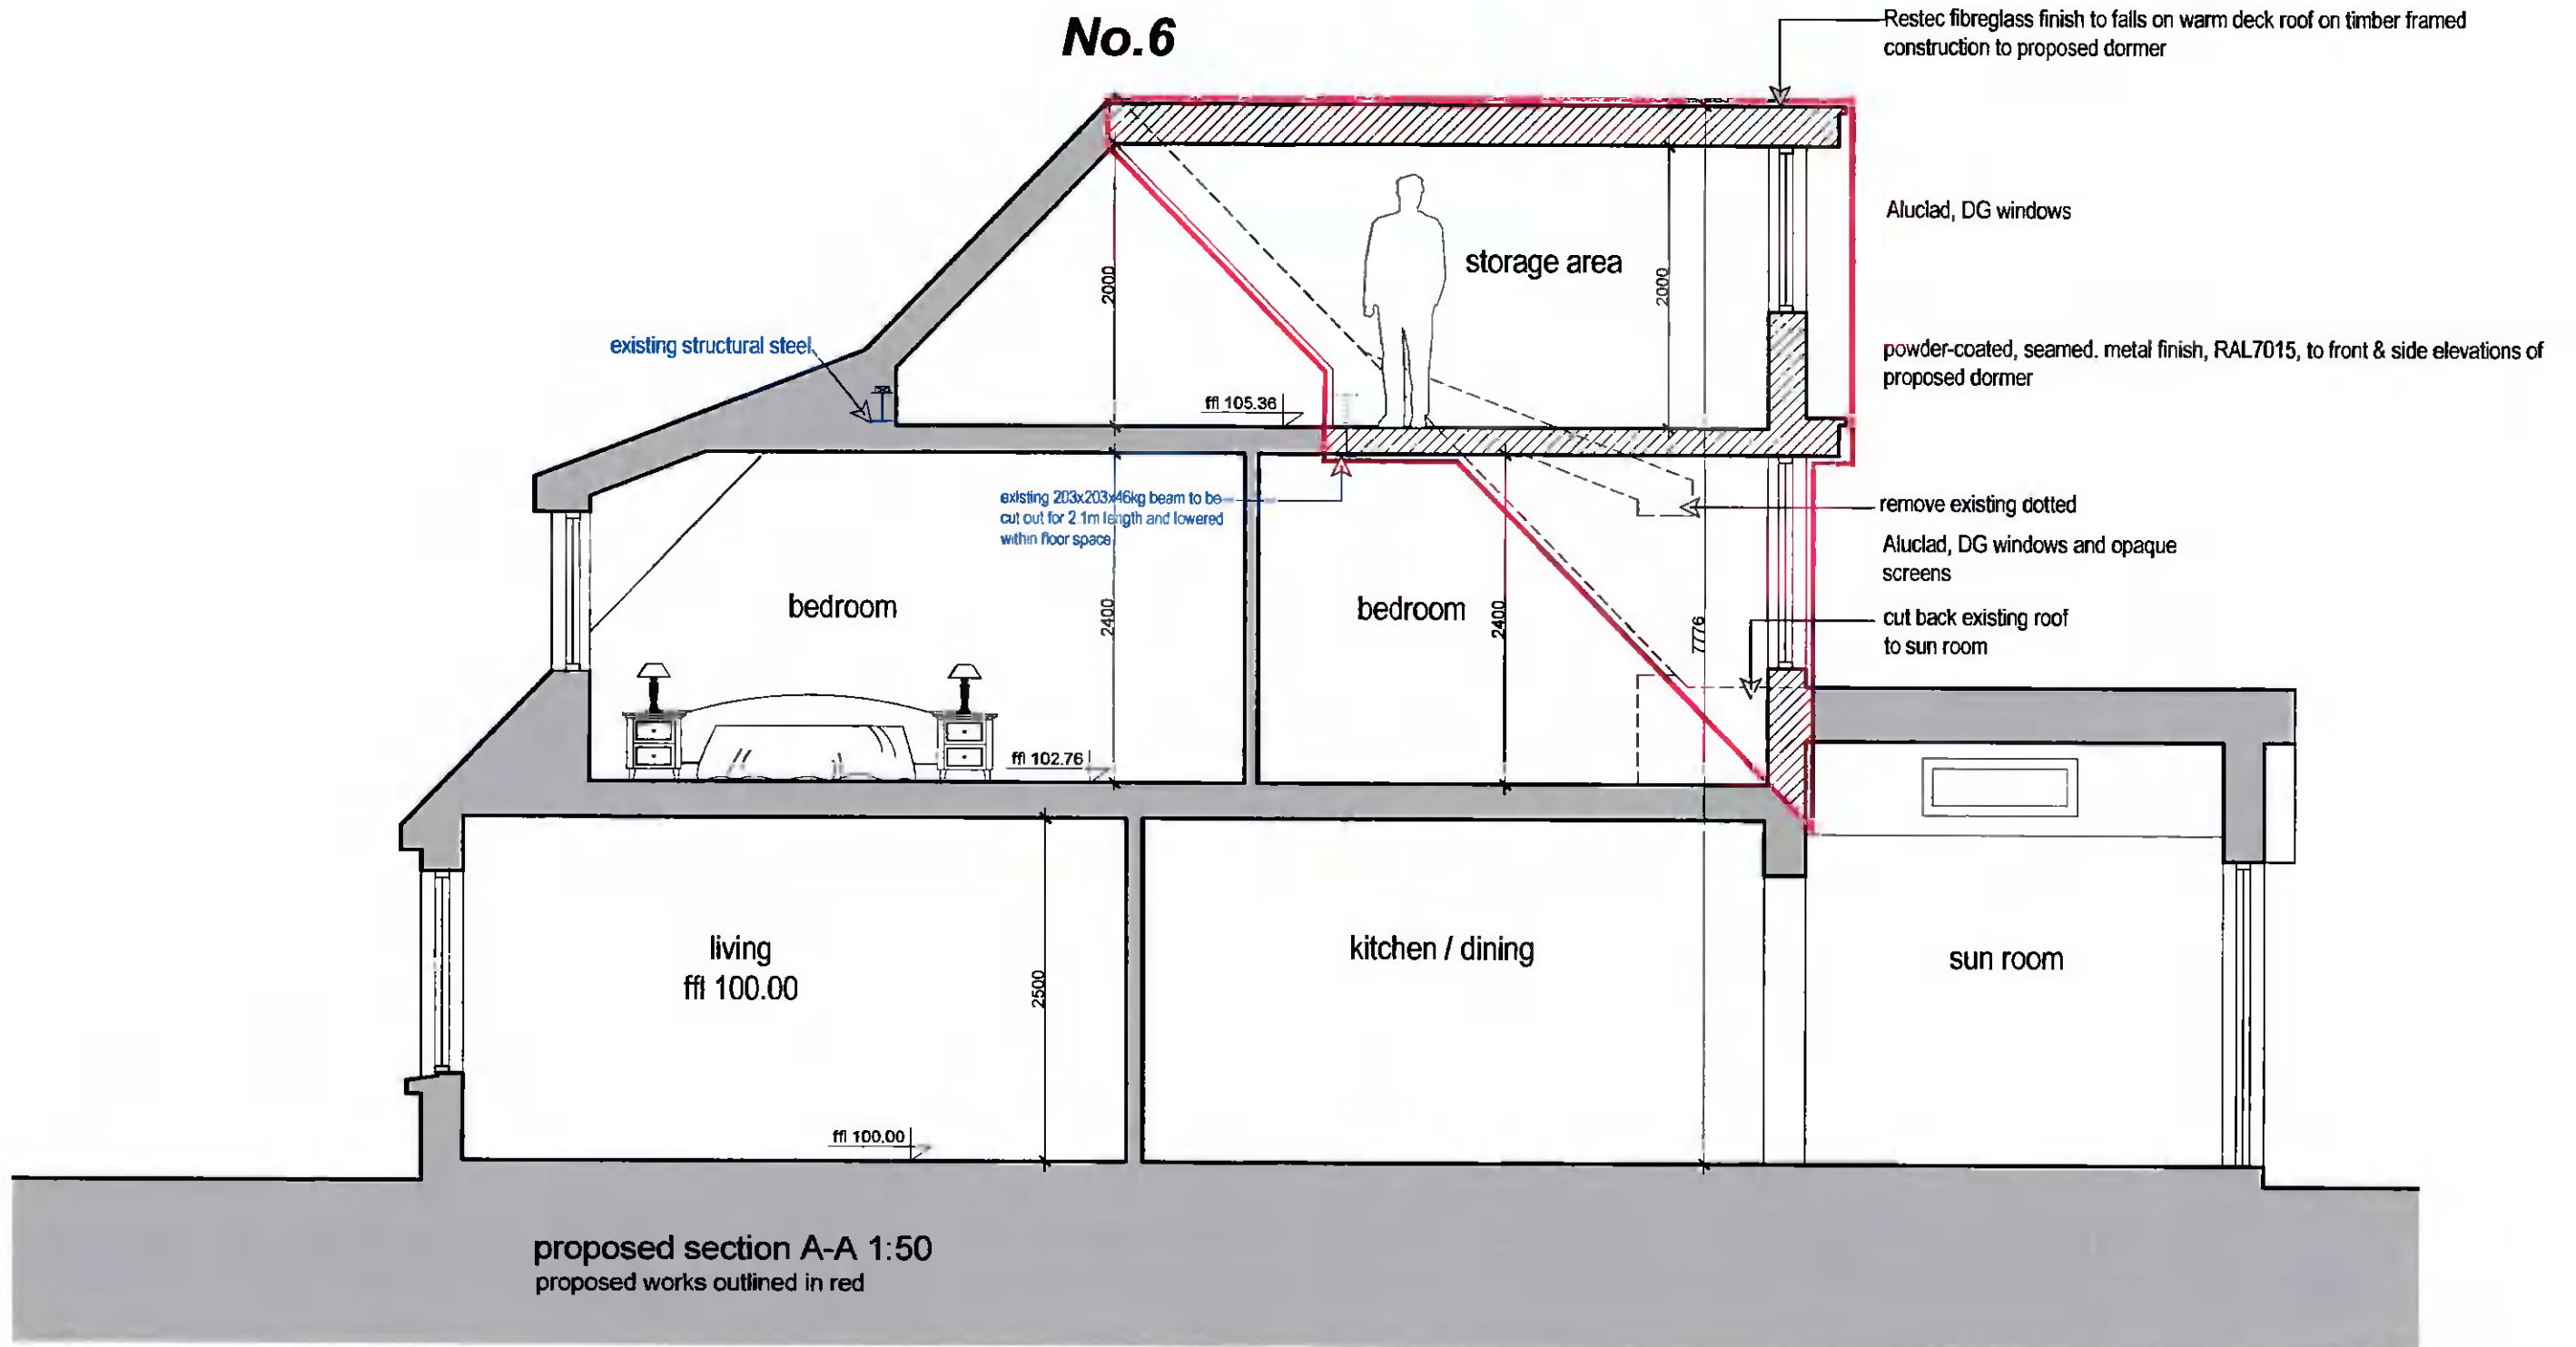 No.6
Restec fibreglass finish to falls on warm deck roof on timber framed
construction to proposed dormer
Aluclad, DG windows
storage area
2000
2000
existing structural steel
powder-coated, seamed. metal finish, RAL7015, to front & side elevations of
proposed dormer
ffl 105.36
existing 203x203x46kg beam to be
cut out for 2.1m length and lowered
within floor space
remove existing dotted
Aluclad, DG windows and opaque
screens
cut back existing roof
to sun room
bedroom
2400
bedroom
2400
7776
ffl 102.76
living
ffl 100.00
2500
kitchen / dining
sun room
ffl 100.00
proposed section A-A 1:50
proposed works outlined in red